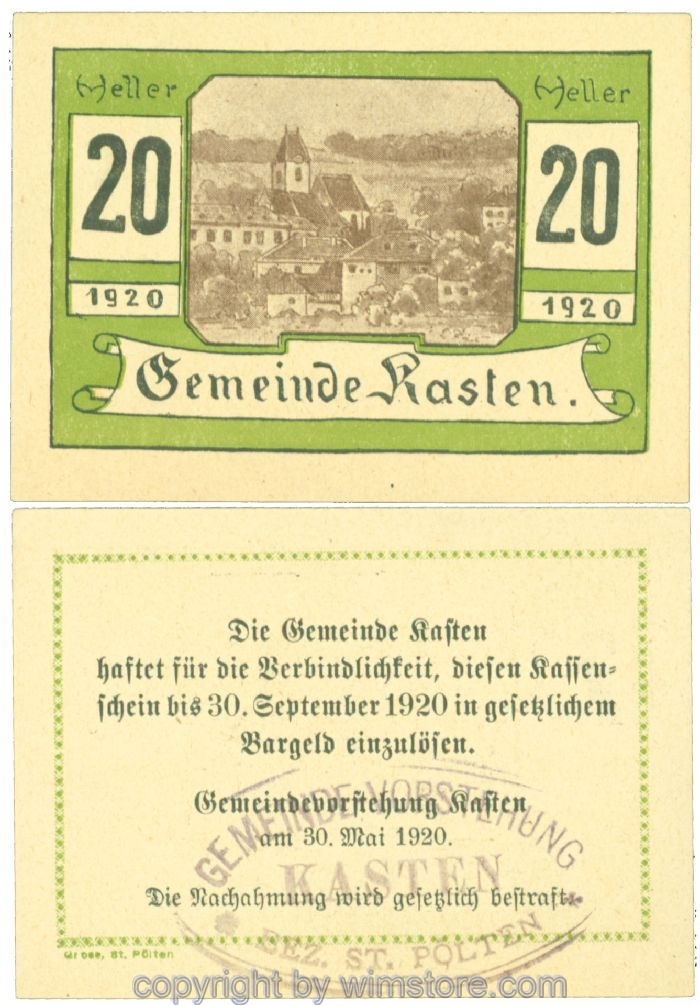 Heller
Heller
20
20
1920
1920
Gemeinde Kasten.
Die Gemeinde Kasten
haftet für die Verbindlichkeit, diesen Kassen-
schein bis 30. September 1920 in gesetzlichem
Bargeld einzulösen.
Gemeindevorstehung Kasten
am 30. Mai 1920.
Die Nachahmung wird gesetzlich bestraft.
GEMEINDE-VORSTEHUNG
KASTEN
* BEZ. ST. PÖLTEN *
St. Pölten
copyright by wimstore.com